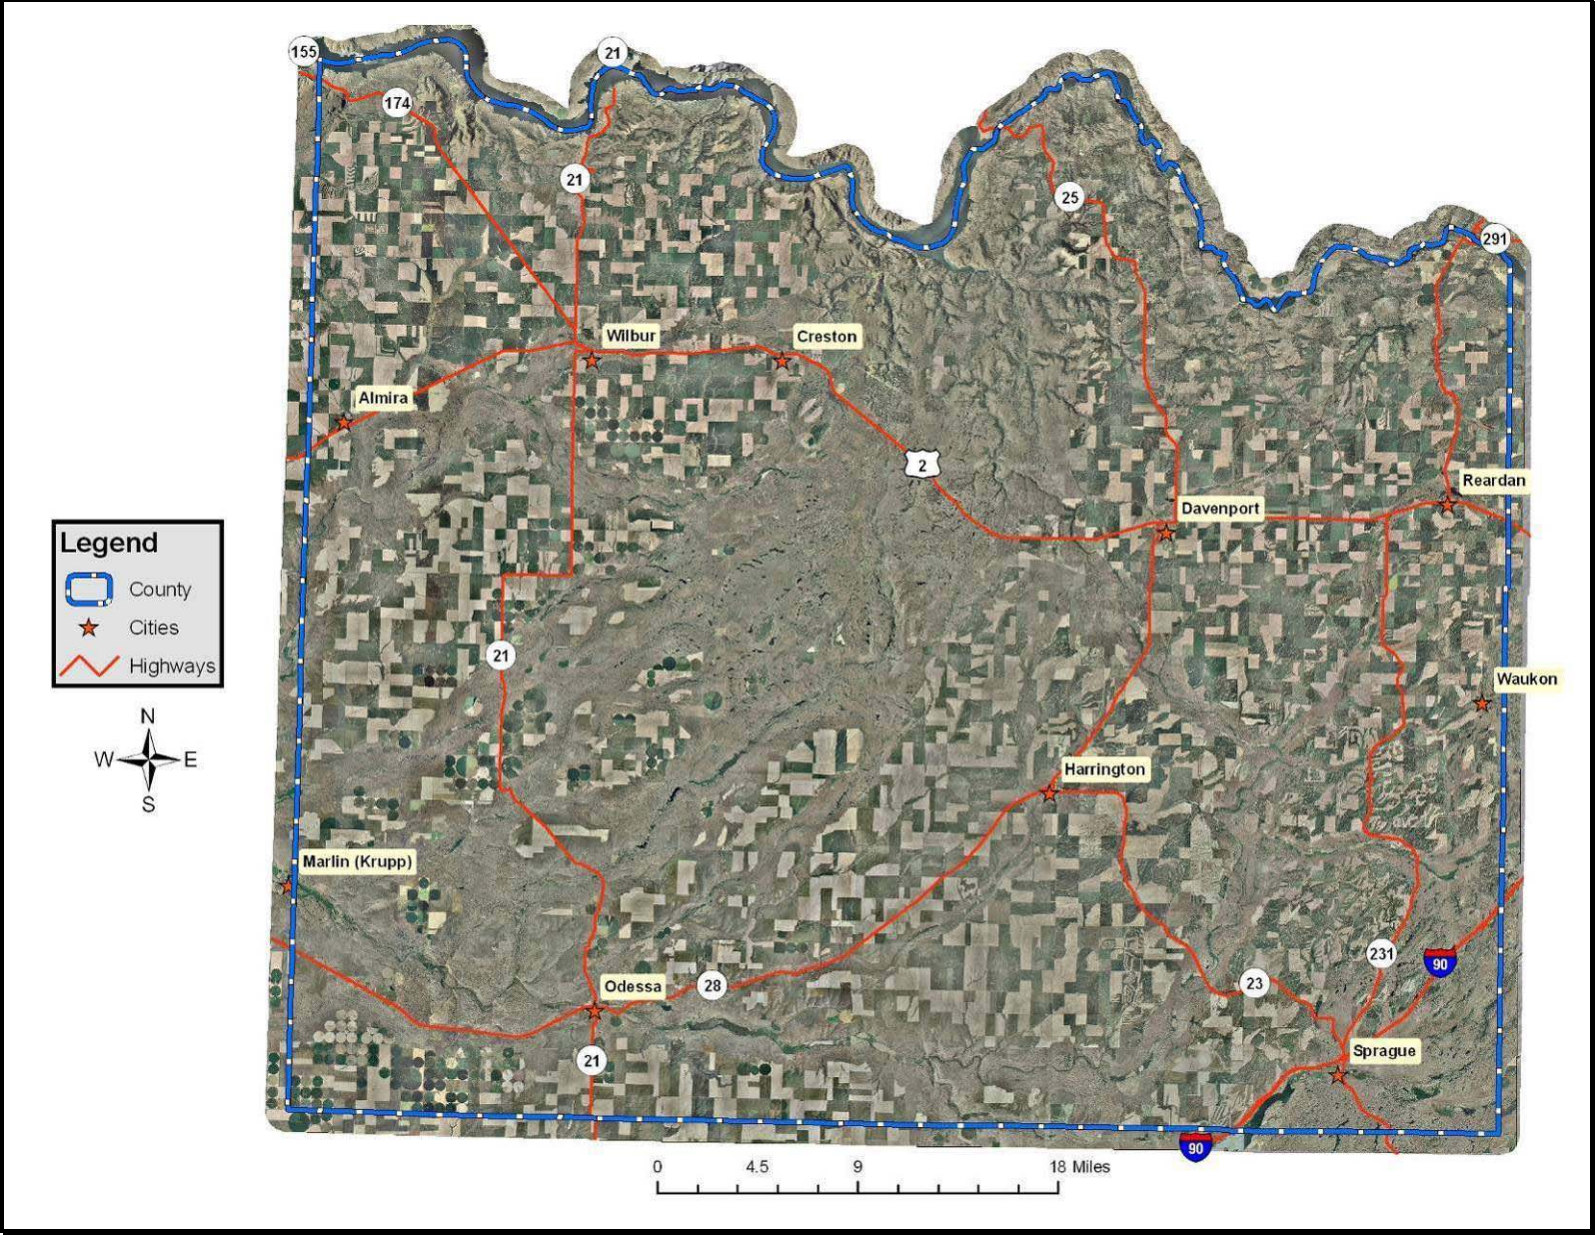 155
21
174
21
25
291
Wilbur
Creston
Almira
2
Reardan
Davenport
Legend
County
Cities
Highways
21
Waukon
N
W E
S
Harrington
Marlin (Krupp)
231
90
Odessa
28
23
21
Sprague
90
0 4.5 9 18 Miles